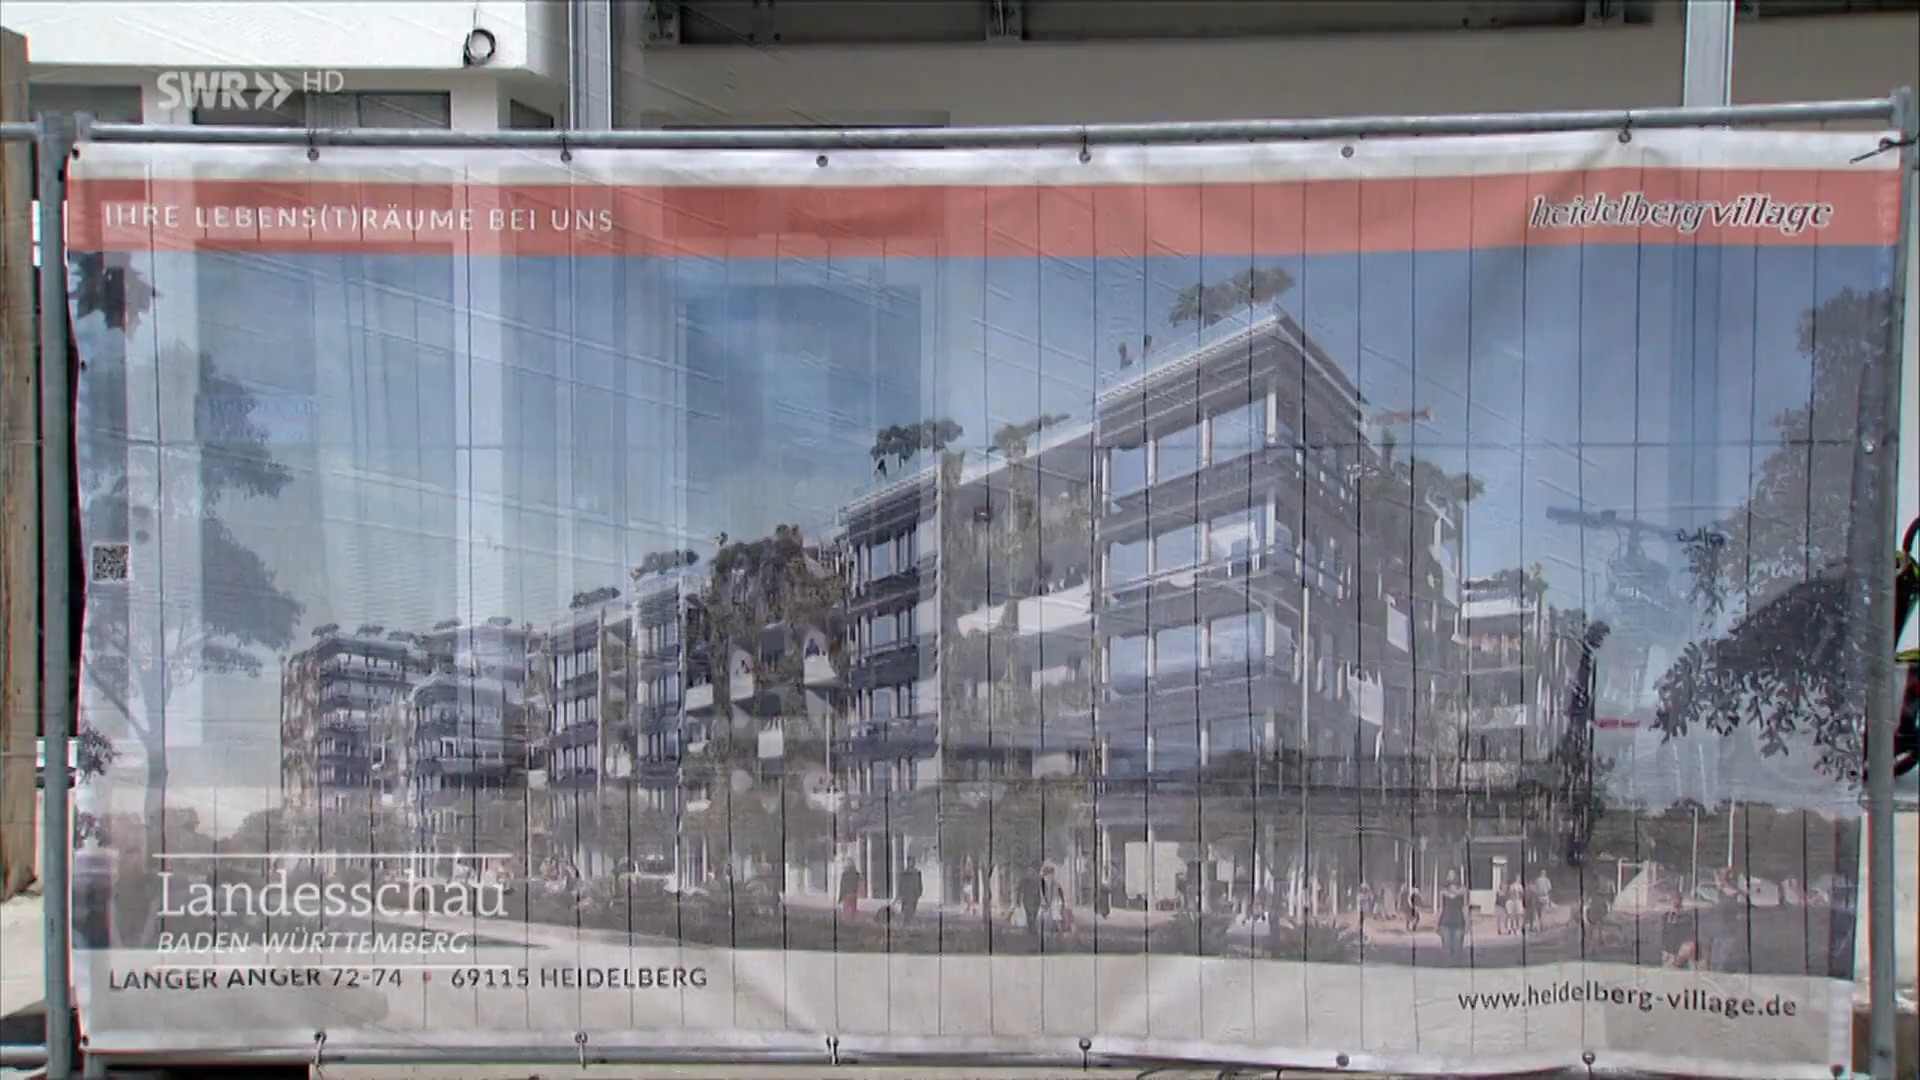 SWR» HD
IHRE LEBENS(T)RÄUME BEI UNS
heidelberg village
Landesschau
BADEN-WÜRTTEMBERG
LANGER ANGER 72-74 • 69115 HEIDELBERG
www.heidelberg-village.de